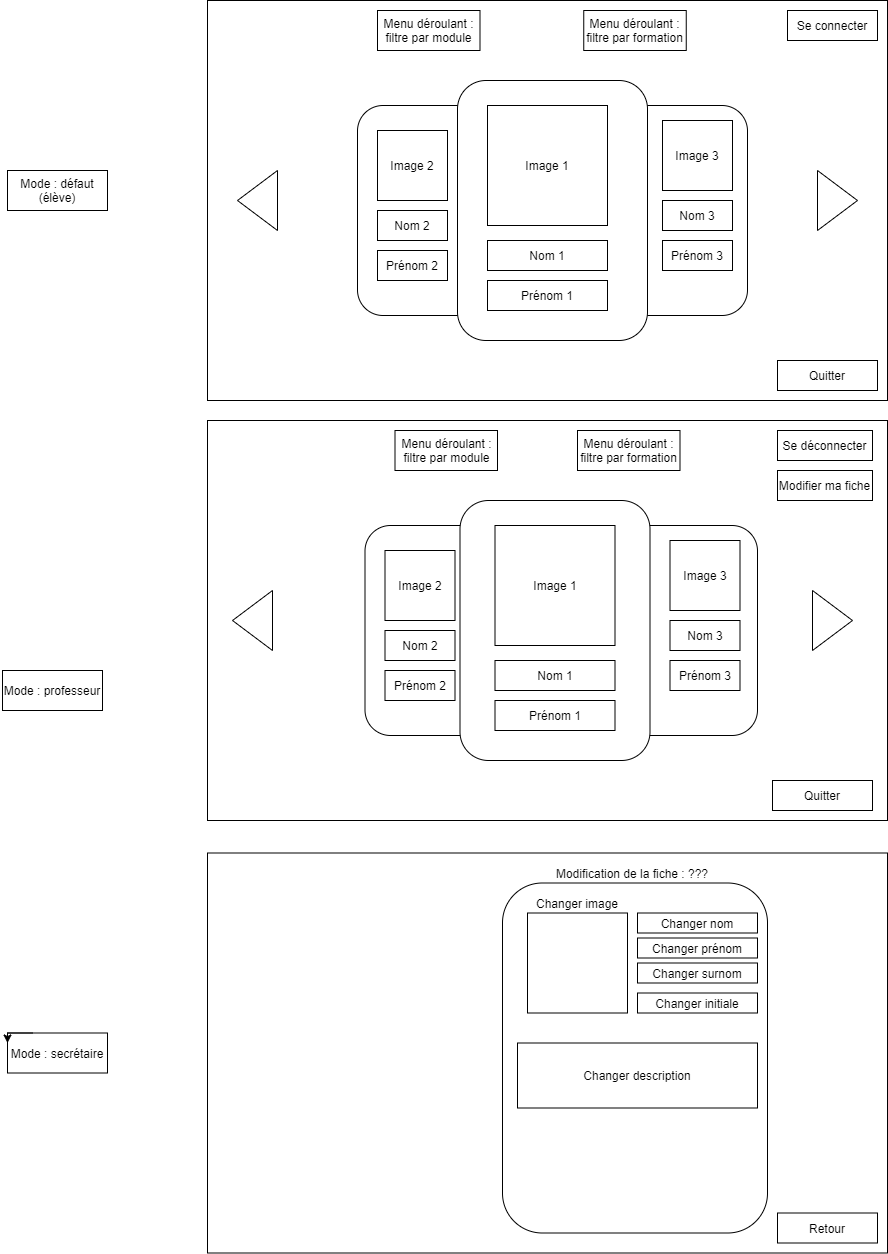 Menu déroulant :
filtre par module
Menu déroulant :
filtre par formation
Se connecter
Mode : défaut
(élève)
Image 2
Nom 2
Prénom 2
Image 1
Nom 1
Prénom 1
Image 3
Nom 3
Prénom 3
Quitter
Menu déroulant :
filtre par module
Menu déroulant :
filtre par formation
Se déconnecter
Modifier ma fiche
Mode : professeur
Image 2
Nom 2
Prénom 2
Image 1
Nom 1
Prénom 1
Image 3
Nom 3
Prénom 3
Quitter
Mode : secrétaire
Modification de la fiche : ???
Changer image
Changer nom
Changer prénom
Changer surnom
Changer initiale
Changer description
Retour